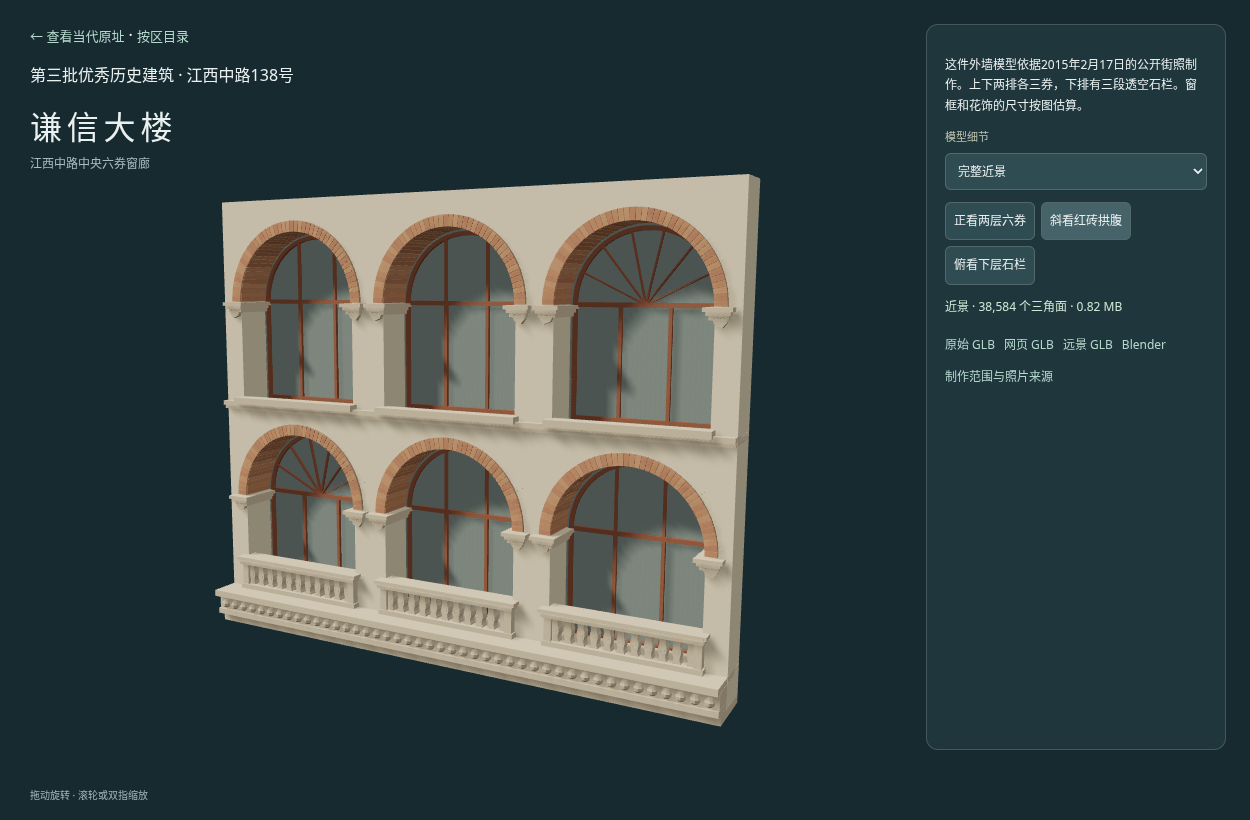 ← 查看当代原址 · 按区目录
第三批优秀历史建筑 · 江西中路138号
谦信大楼
江西中路中央六券窗廊
这件外墙模型依据2015年2月17日的公开街照制
作。上下两排各三券，下排有三段透空石栏。窗
框和花饰的尺寸按图估算。
模型细节
完整近景
正看两层六券
斜看红砖拱腹
俯看下层石栏
近景 · 38,584 个三角面 · 0.82 MB
原始 GLB 网页 GLB 远景 GLB Blender
制作范围与照片来源
拖动旋转 · 滚轮或双指缩放